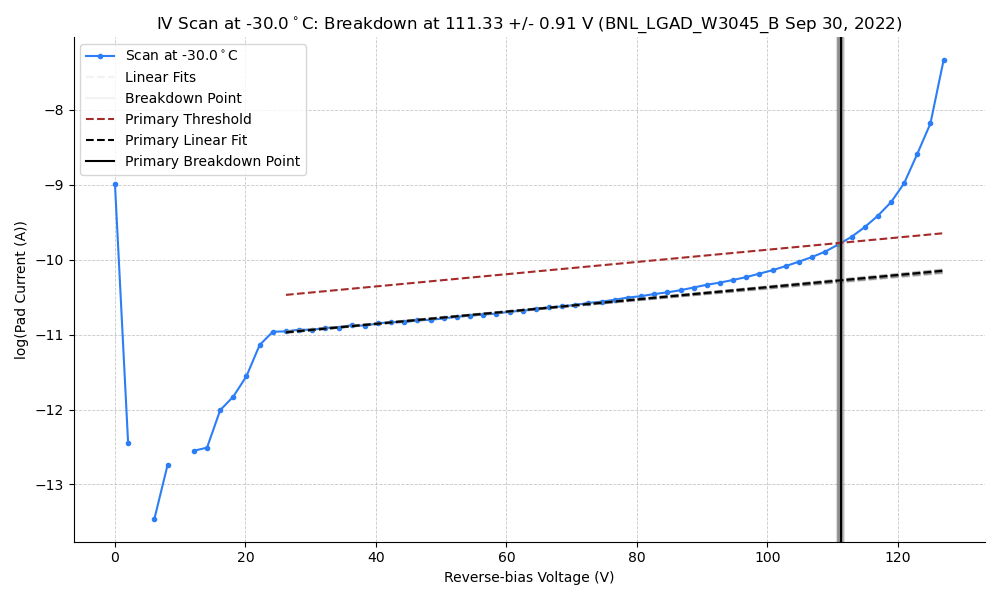 IV Scan at -30.0°C: Breakdown at 111.33 +/- 0.91 V (BNL_LGAD_W3045_B Sep 30, 2022)
Scan at -30.0°C
Linear Fits
Breakdown Point
Primary Threshold
Primary Linear Fit
Primary Breakdown Point
log(Pad Current (A))
−8
−9
−10
−11
−12
−13
0 20 40 60 80 100 120
Reverse-bias Voltage (V)